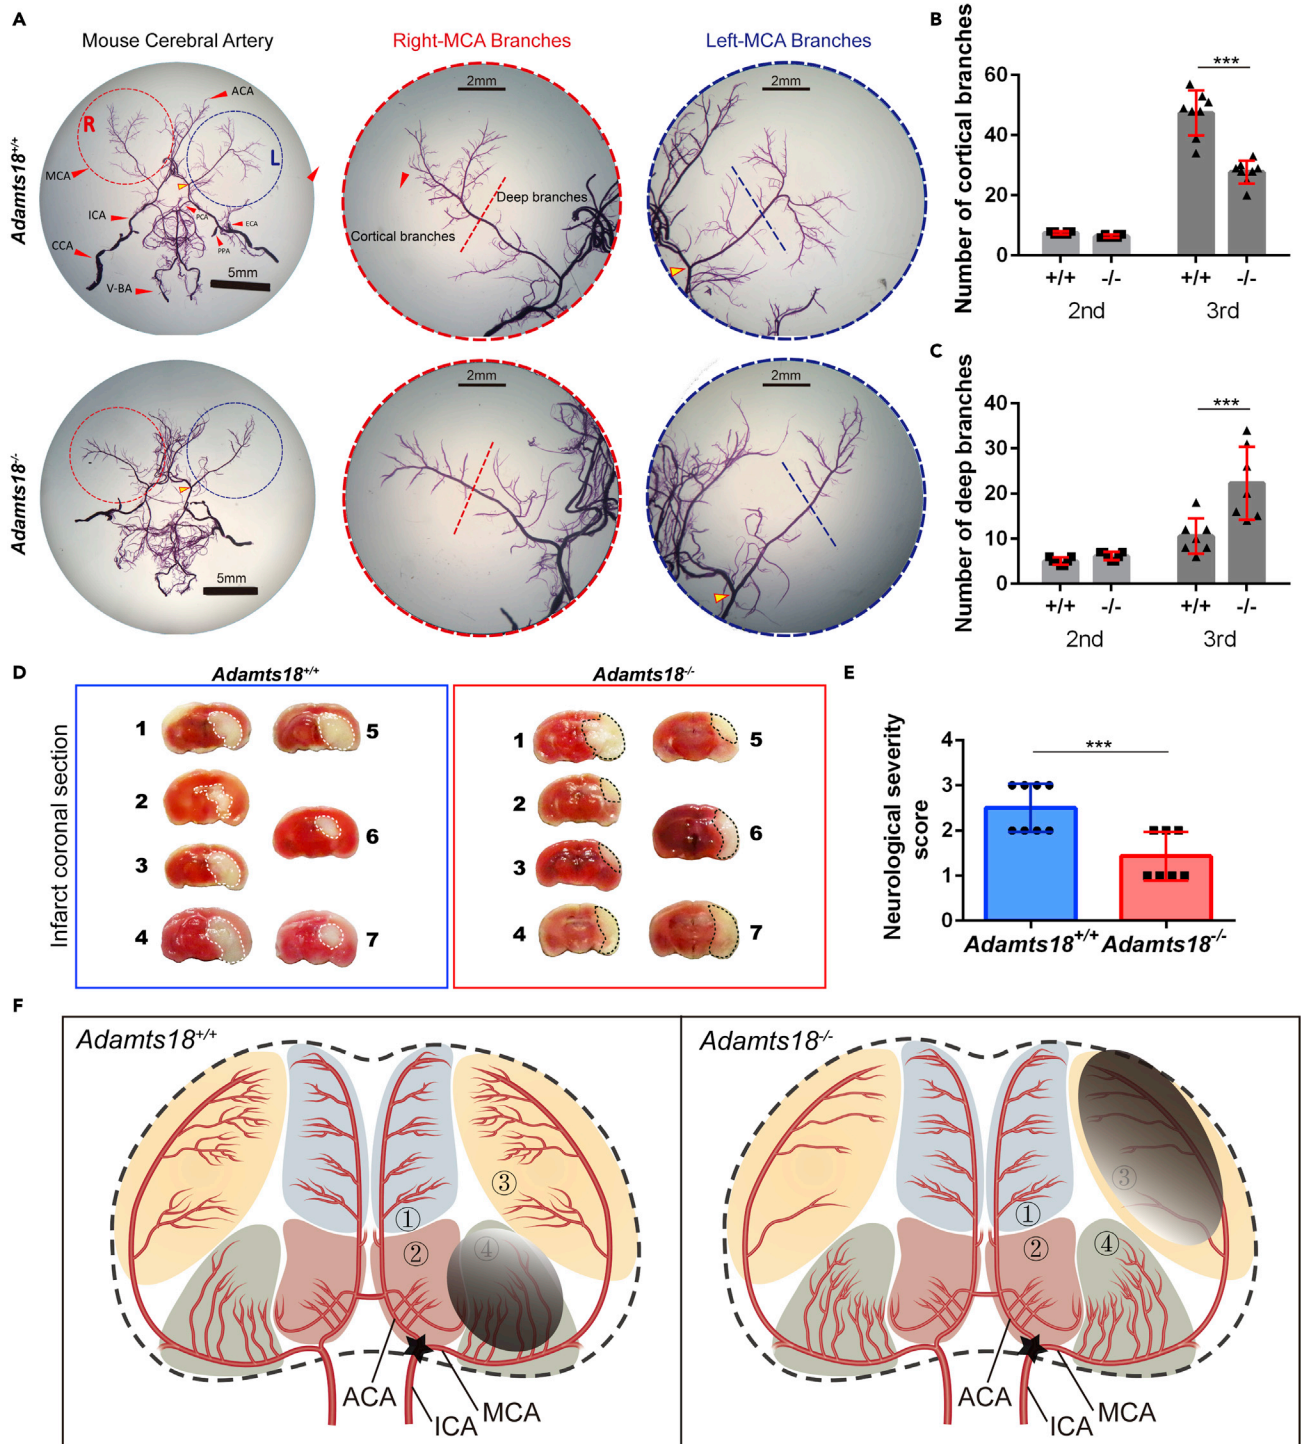 A
Mouse Cerebral Artery
Right-MCA Branches
Left-MCA Branches
Adamts18+/+
R
L
ACA
MCA
ICA
CCA
V-BA
PCA
ECA
PPA
5mm
2mm
Deep branches
Cortical branches
2mm
Adamts18-/-
5mm
2mm
2mm
B
Number of cortical branches
60
40
20
0
***
+/+ -/- +/+ -/-
2nd 3rd
C
Number of deep branches
40
30
20
10
0
***
+/+ -/- +/+ -/-
2nd 3rd
D
Adamts18+/+
Adamts18-/-
Infarct coronal section
1 5
2
6
3
4 7
1 5
2
6
3
4 7
E
Neurological severity
score
4
3
2
1
0
***
Adamts18+/+ Adamts18-/-
F
Adamts18+/+
③
①
②
④
ACA
ICA
MCA
Adamts18-/-
③
①
②
④
ACA
ICA
MCA